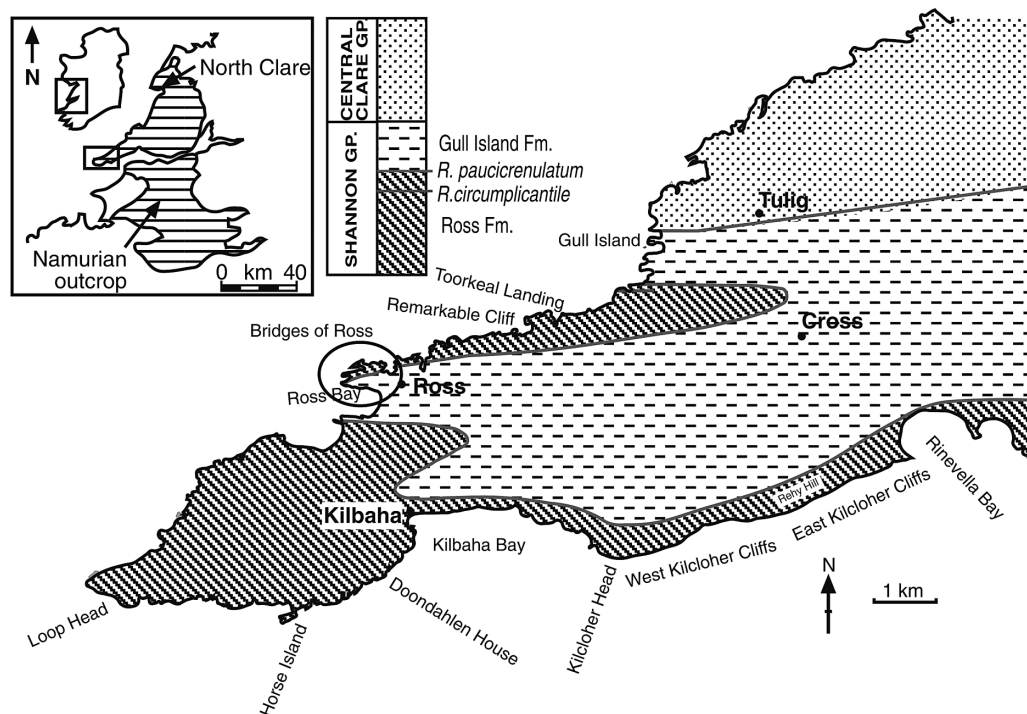 N
North Clare
Namurian
outcrop
0 km 40
CENTRAL
CLARE GP.
SHANNON GP.
Gull Island Fm.
R. paucicrenulatum
R.circumplicantile
Ross Fm.
Tulig
Gull Island
Toorkeal Landing
Remarkable Cliff
Cross
Bridges of Ross
Ross Bay
Ross
Rinevella Bay
Rehy Hill
East Kilcloher Cliffs
Kilbaha
Kilbaha Bay
West Kilcloher Cliffs
N
1 km
Loop Head
Doondahlen House
Kilcloher Head
Horse Island